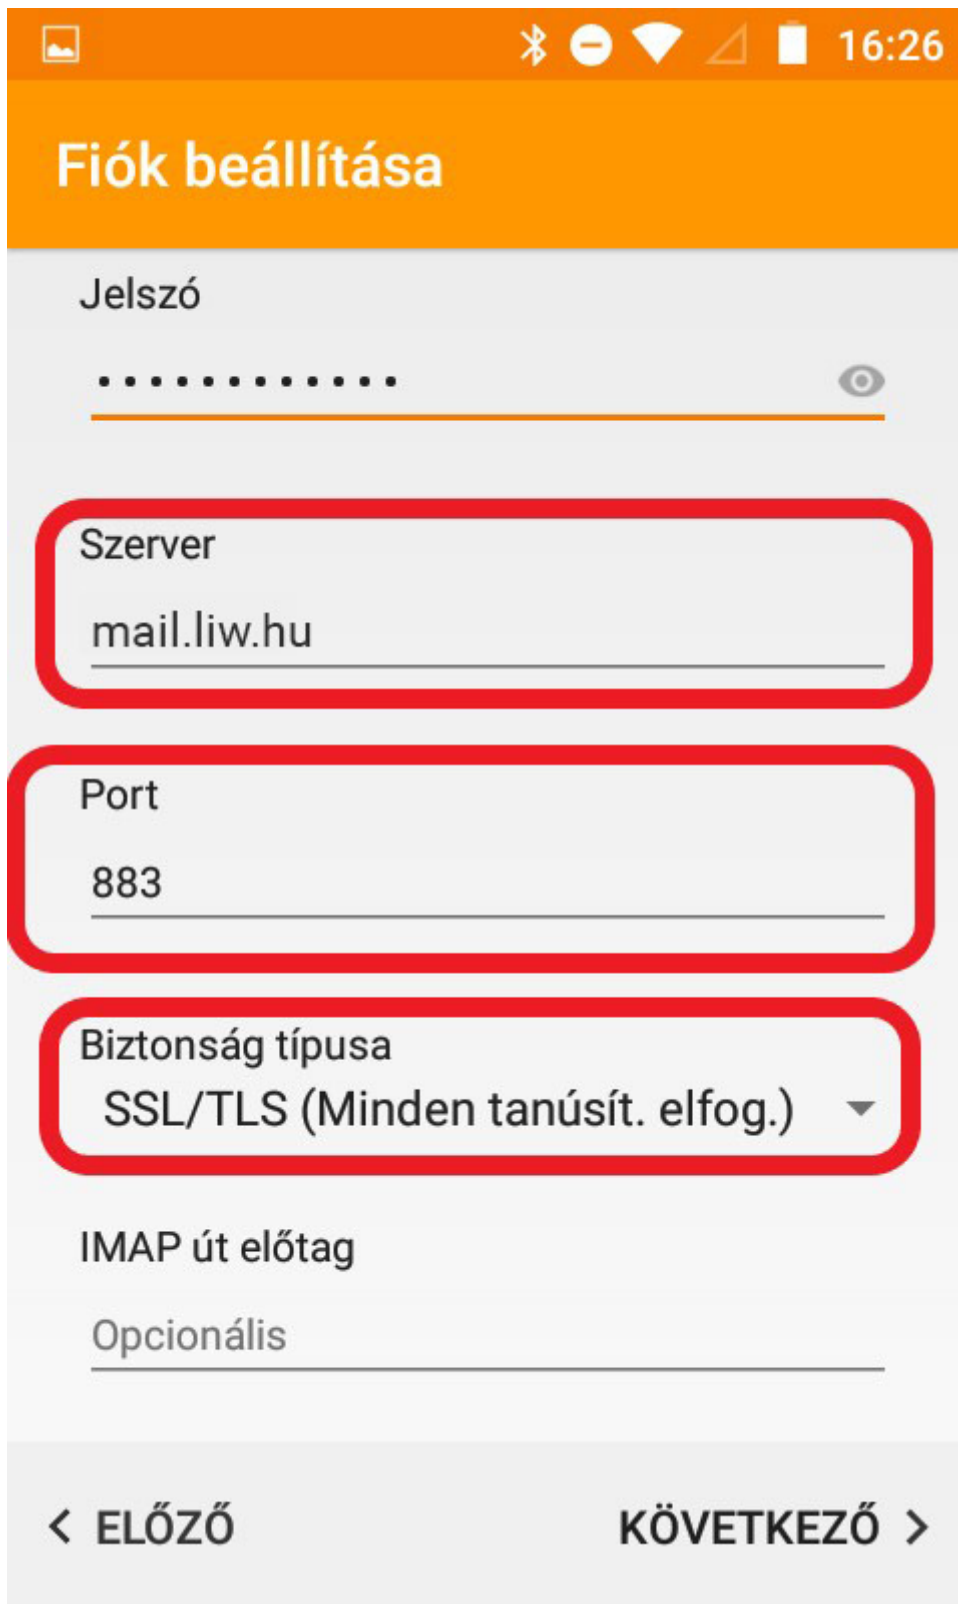 16:26
Fiók beállítása
Jelszó
••••••••••••
Szerver
mail.liw.hu
Port
883
Biztonság típusa
SSL/TLS (Minden tanúsít. elfog.)
IMAP út előtag
Opcionális
< ELŐZŐ
KÖVETKEZŐ >